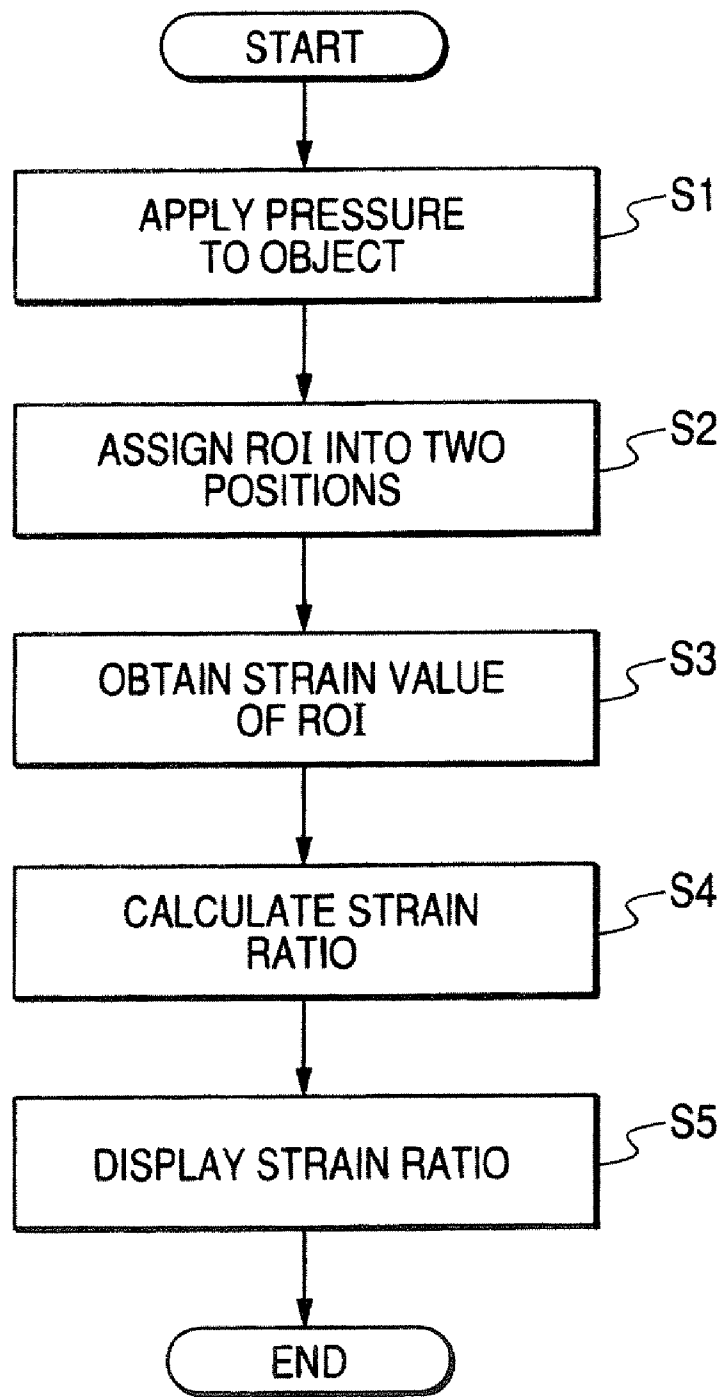 START
APPLY PRESSURE
TO OBJECT
S1
ASSIGN ROI INTO TWO
POSITIONS
S2
OBTAIN STRAIN VALUE
OF ROI
S3
CALCULATE STRAIN
RATIO
S4
DISPLAY STRAIN RATIO
S5
END